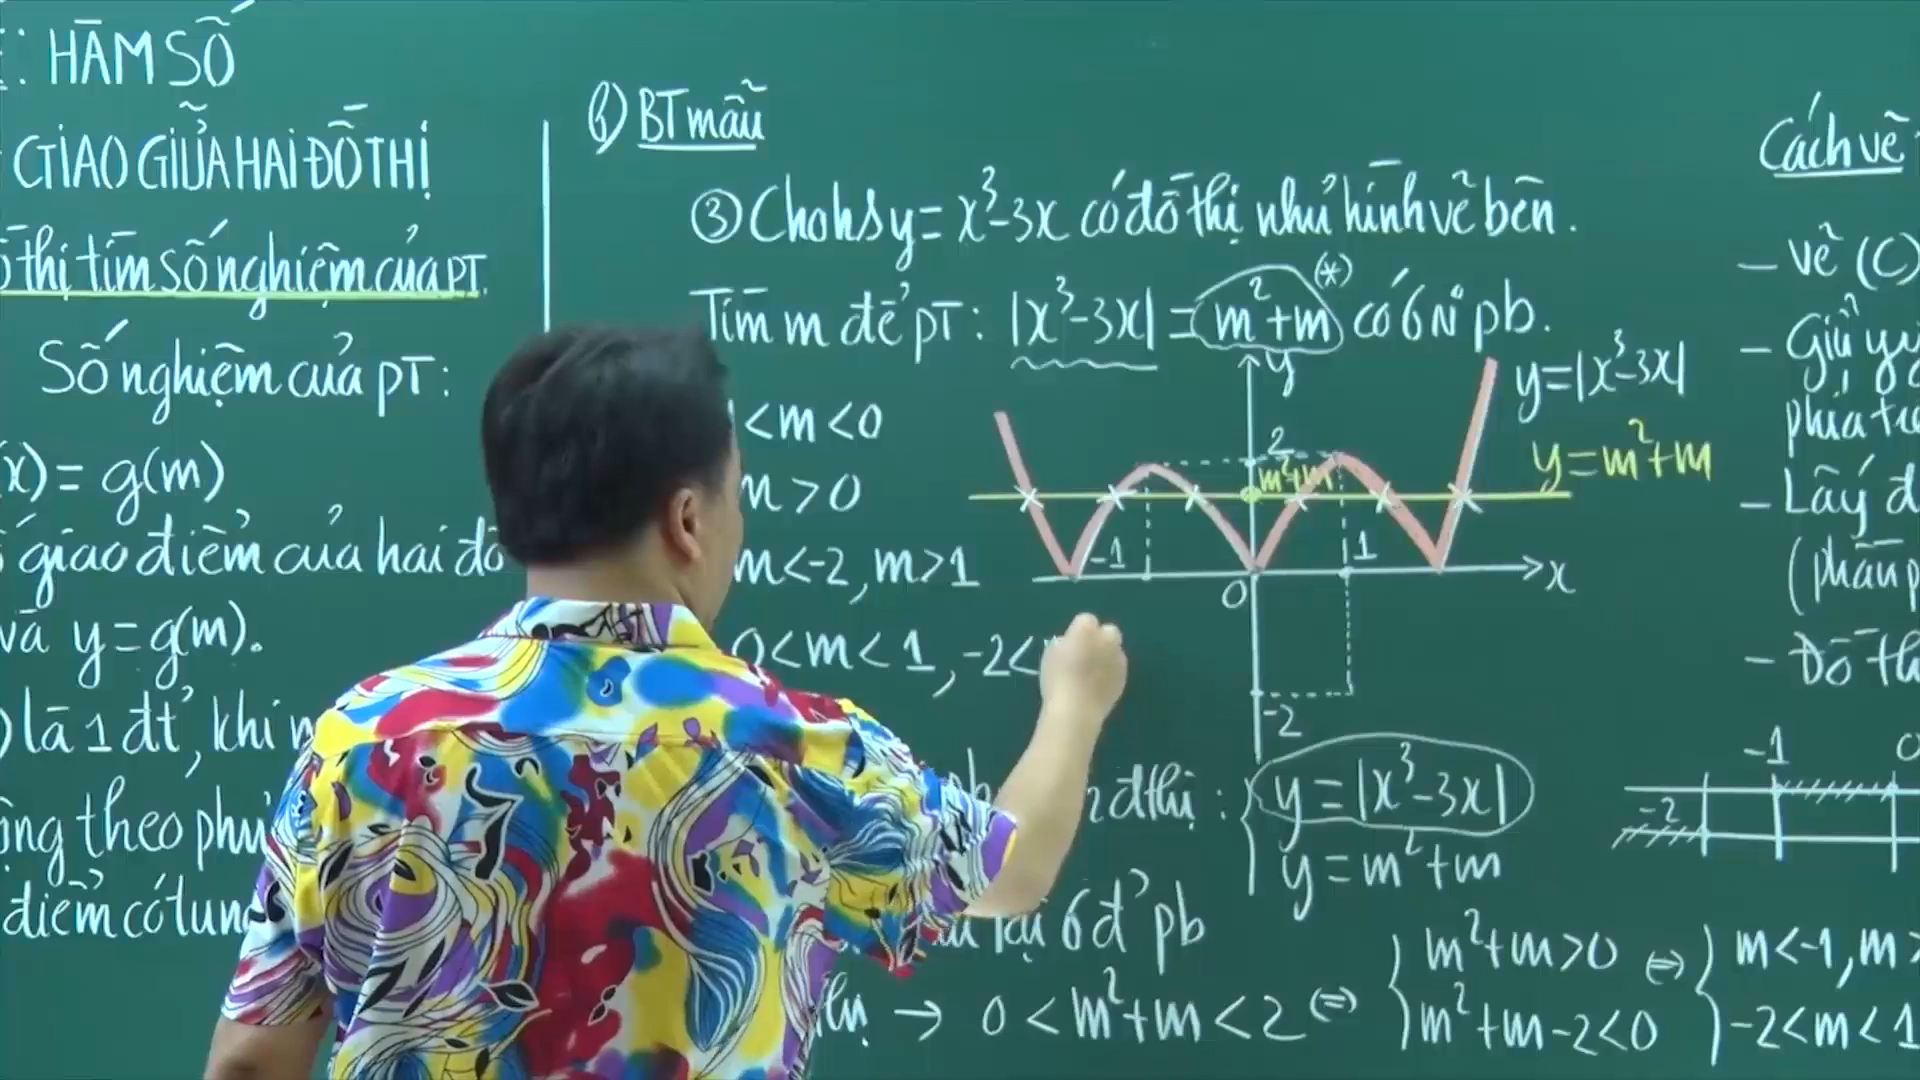 : HÀM SỐ
GIAO GIỮA HAI ĐỒ THỊ
thị tìm số nghiệm của PT.
Số nghiệm của PT:
x) = g(m)
giao điểm của hai đồ
và y = g(m).
) là 1 đt, khi
theo
điểm có tung
b) BT mẫu
③ Cho hs y = x³-3x có đồ thị như hình vẽ bên.
Tìm m để PT: |x³-3x| = m²+m (*) có 6 N° pb.
<m<0
m>0
m<-2, m>1
0<m<1, -2<
y
2
m²+m
-1
1
0
x
-2
y=|x³-3x|
y=m²+m
2 đthị : { y = |x³-3x|
y = m²+m
tại 6 đ' pb
→ 0 < m²+m < 2 ⇔ { m²+m>0
m²+m-2<0
⇔ { m<-1, m>
-2<m<1
Cách vẽ
- Vẽ (C)
- Giữ
phía
- Lấy đ
(phần p
- Đồ th
-1
0
-2